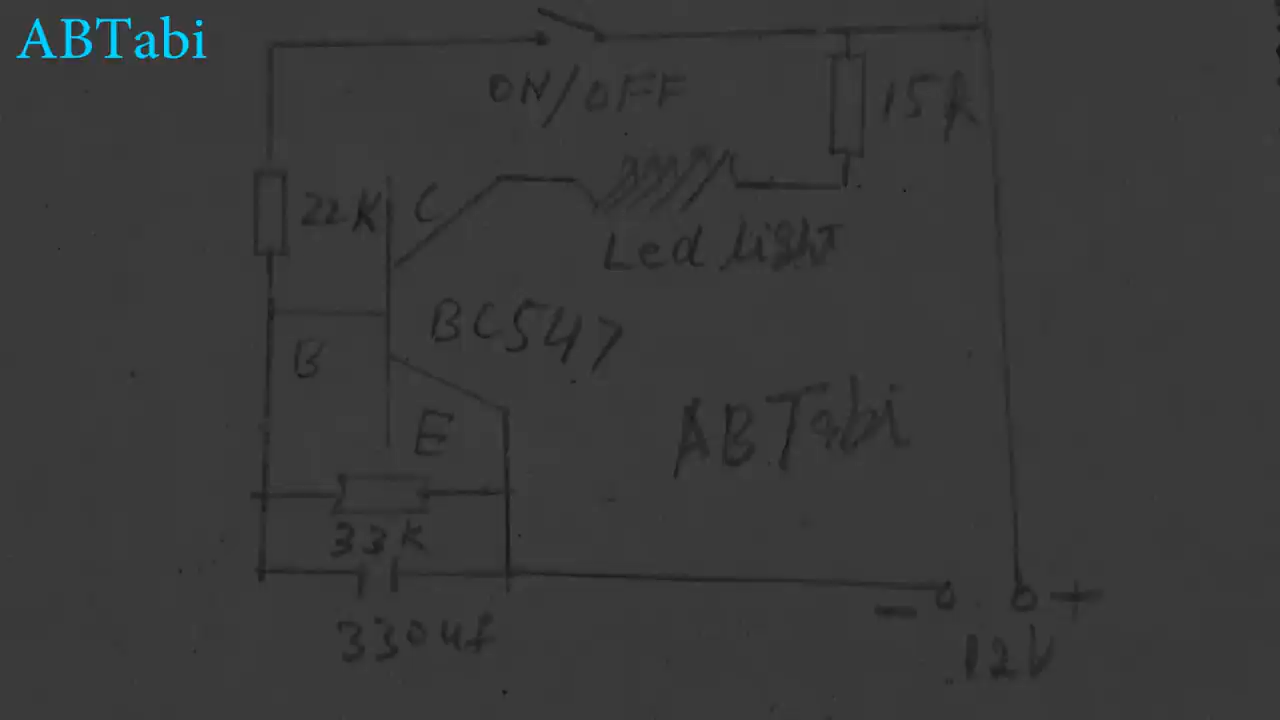 ABTabi
ON/OFF
15k
22K
C
Led light
BC547
B
ABTabi
E
33K
330uf
-
+
12V